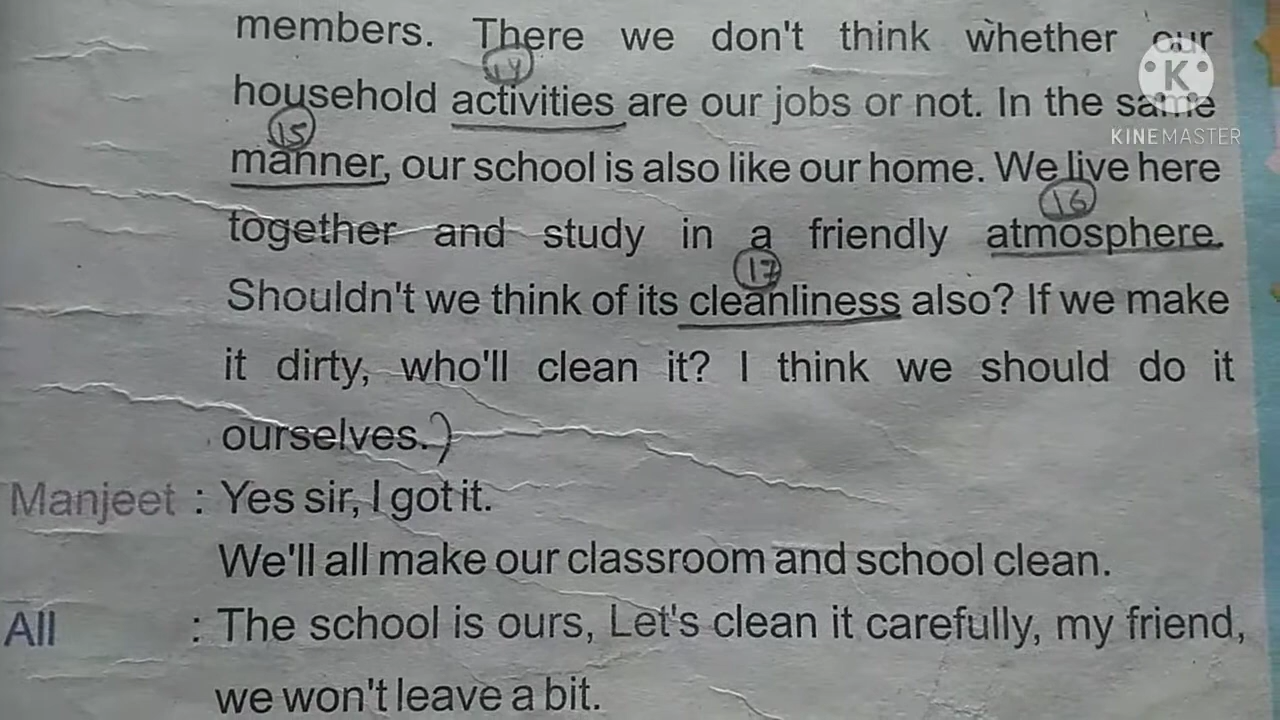 members. There we don't think whether our
14
household activities are our jobs or not. In the same
15
KINEMASTER
manner, our school is also like our home. We live here
16
together and study in a friendly atmosphere.
17
Shouldn't we think of its cleanliness also? If we make
it dirty, who'll clean it? I think we should do it
ourselves.)
Manjeet : Yes sir, I got it.
We'll all make our classroom and school clean.
All : The school is ours, Let's clean it carefully, my friend,
we won't leave a bit.